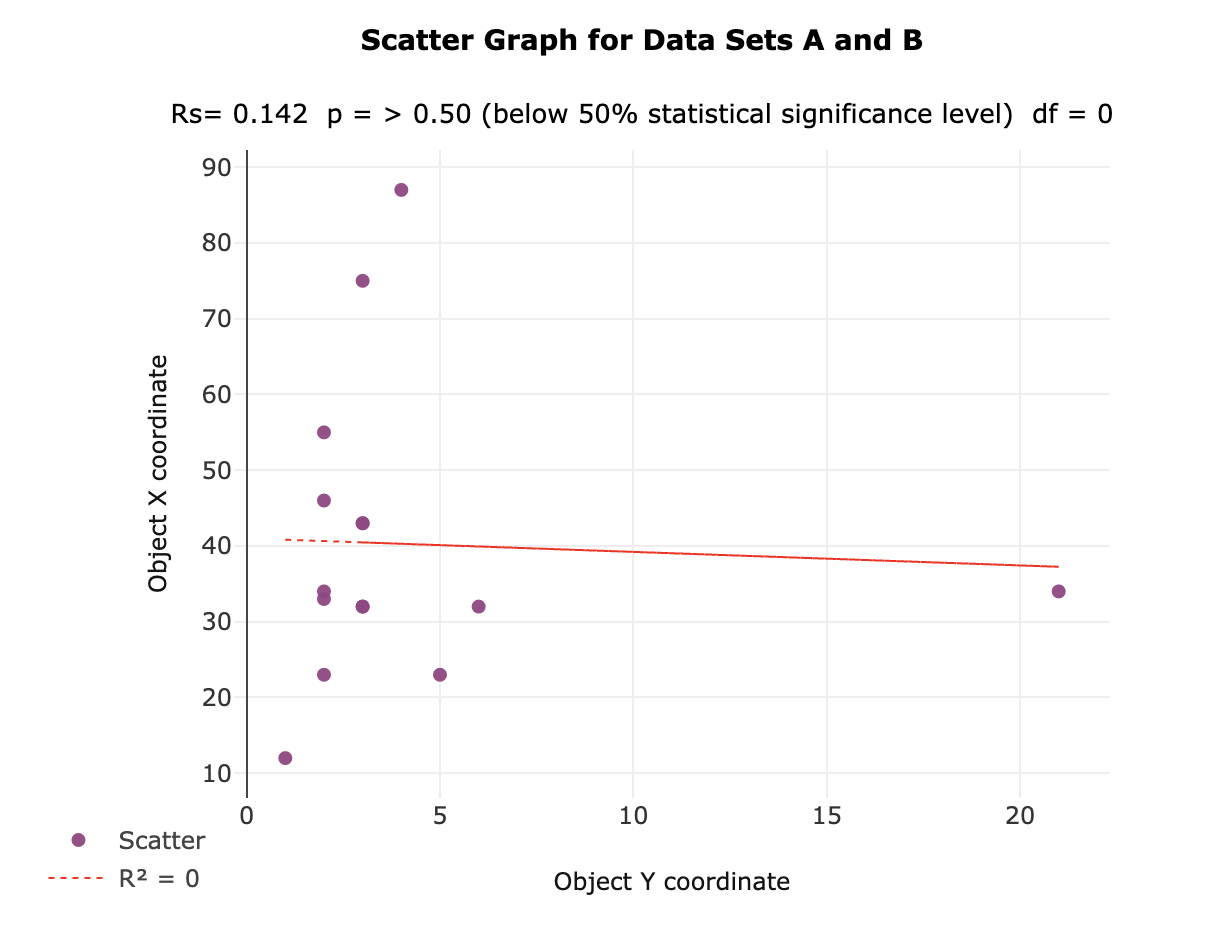 Scatter Graph for Data Sets A and B
Rs= 0.142 p = > 0.50 (below 50% statistical significance level) df = 0
90
80
70
60
50
40
30
20
10
Object X coordinate
0 5 10 15 20
Object Y coordinate
Scatter
R² = 0